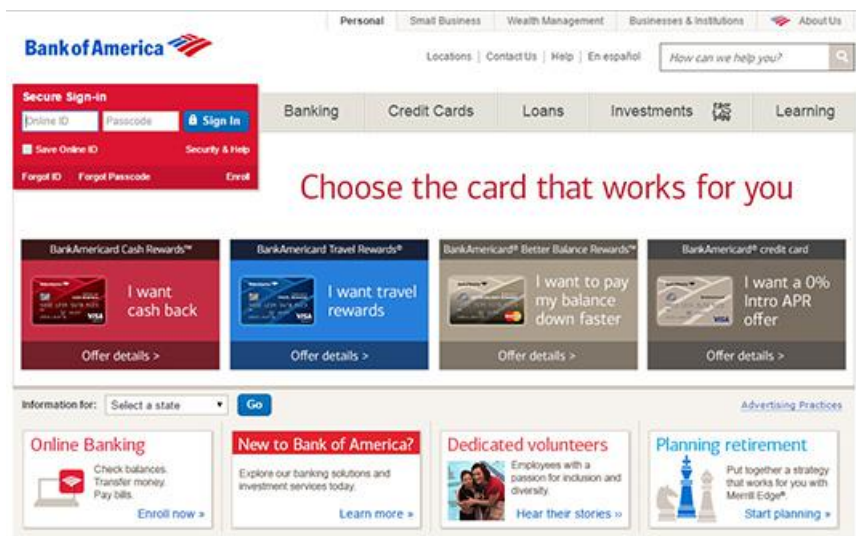 Personal
Small Business
Wealth Management
Businesses & Institutions
About Us
Bank of America
Locations | Contact Us | Help | En español
How can we help you?
Secure Sign-in
Online ID
Passcode
Sign In
Save Online ID
Security & Help
Forgot ID
Forgot Passcode
Enroll
Banking
Credit Cards
Loans
Investments
Learning
Choose the card that works for you
BankAmericard Cash Rewards™
I want
cash back
Offer details >
BankAmericard Travel Rewards®
I want travel
rewards
Offer details >
BankAmericard® Better Balance Rewards™
I want to pay
my balance
down faster
Offer details >
BankAmericard® credit card
I want a 0%
Intro APR
offer
Offer details >
Information for:
Select a state
Go
Advertising Practices
Online Banking
Check balances.
Transfer money.
Pay bills.
Enroll now »
New to Bank of America?
Explore our banking solutions and
investment services today.
Learn more »
Dedicated volunteers
Employees with a
passion for inclusion and
diversity.
Hear their stories »
Planning retirement
Put together a strategy
that works for you with
Merrill Edge®.
Start planning »